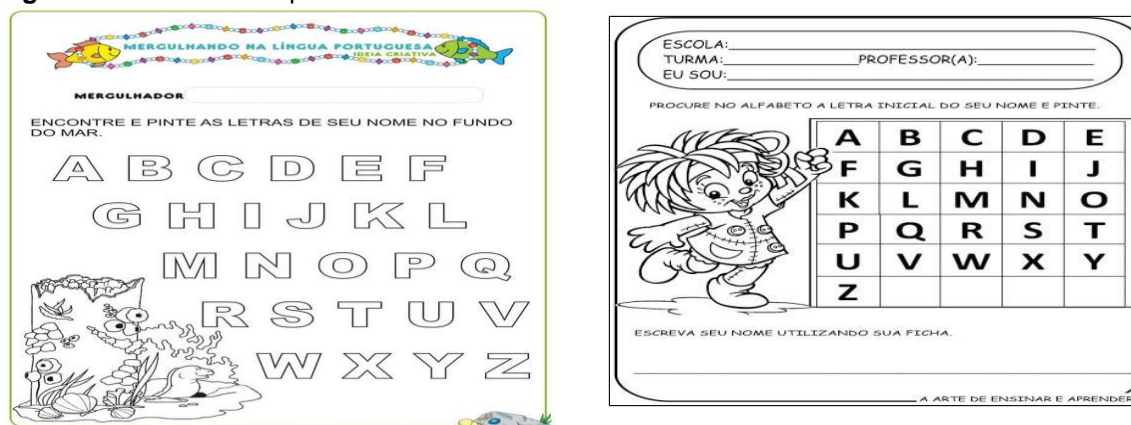 MERGULHANDO NA LÍNGUA PORTUGUESA
IDEIA CRIATIVA
MERGULHADOR
ENCONTRE E PINTE AS LETRAS DE SEU NOME NO FUNDO
DO MAR.
A B C D E F
G H I J K L
M N O P Q
R S T U V
W X Y Z
ESCOLA:
TURMA: PROFESSOR(A):
EU SOU:
PROCURE NO ALFABETO A LETRA INICIAL DO SEU NOME E PINTE.
A B C D E
F G H I J
K L M N O
P Q R S T
U V W X Y
Z
ESCREVA SEU NOME UTILIZANDO SUA FICHA.
A ARTE DE ENSINAR E APRENDER